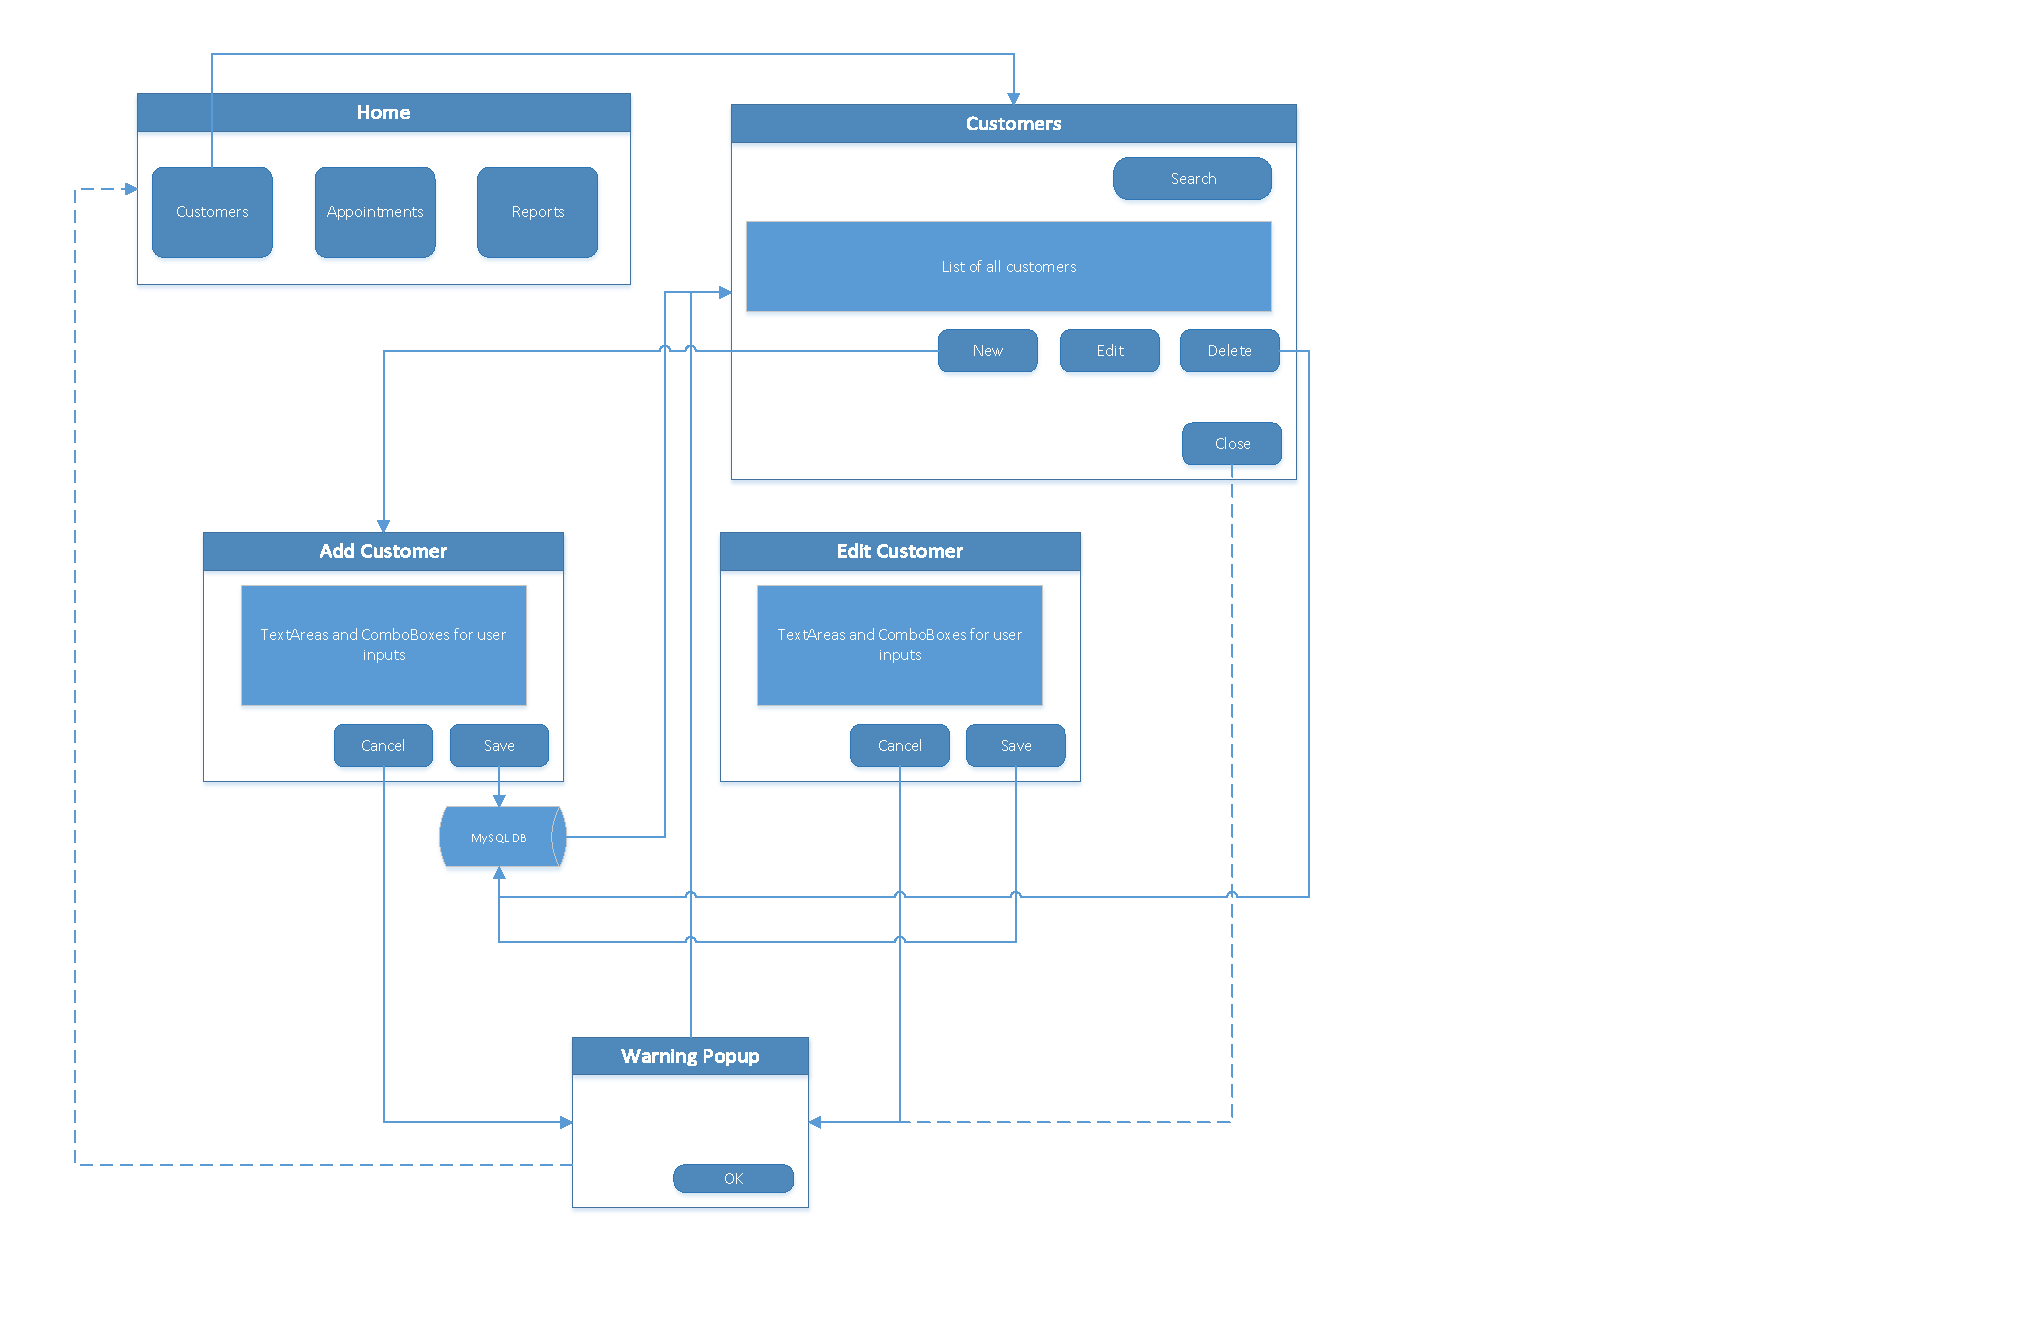 Home
Customers
Appointments
Reports
Customers
Search
List of all customers
New
Edit
Delete
Close
Add Customer
TextAreas and ComboBoxes for user
inputs
Cancel
Save
Edit Customer
TextAreas and ComboBoxes for user
inputs
Cancel
Save
MySQL DB
Warning Popup
OK